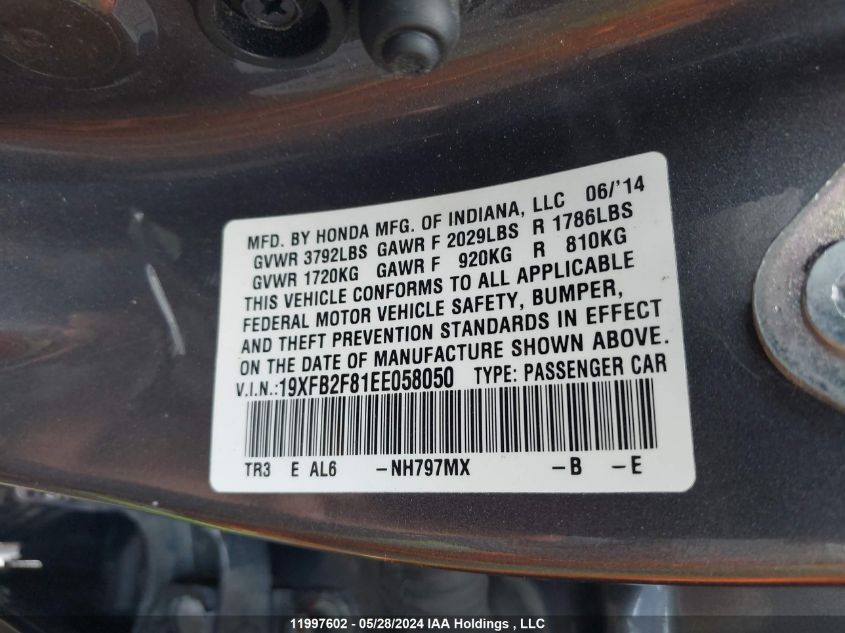 MFD. BY HONDA MFG. OF INDIANA, LLC 06/'14
GVWR 3792LBS GAWR F 2029LBS R 1786LBS
GVWR 1720KG GAWR F 920KG R 810KG
THIS VEHICLE CONFORMS TO ALL APPLICABLE
FEDERAL MOTOR VEHICLE SAFETY, BUMPER,
AND THEFT PREVENTION STANDARDS IN EFFECT
ON THE DATE OF MANUFACTURE SHOWN ABOVE.
V.I.N.:19XFB2F81EE058050 TYPE: PASSENGER CAR
TR3 E AL6 –NH797MX –B –E
11997602 - 05/28/2024 IAA Holdings , LLC